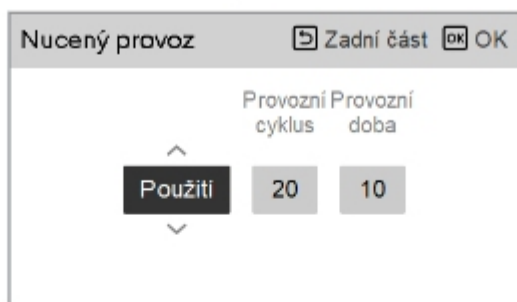 Nucený provoz
Zadní část OK OK
Provozní Provozní
cyklus doba
Použití 20 10